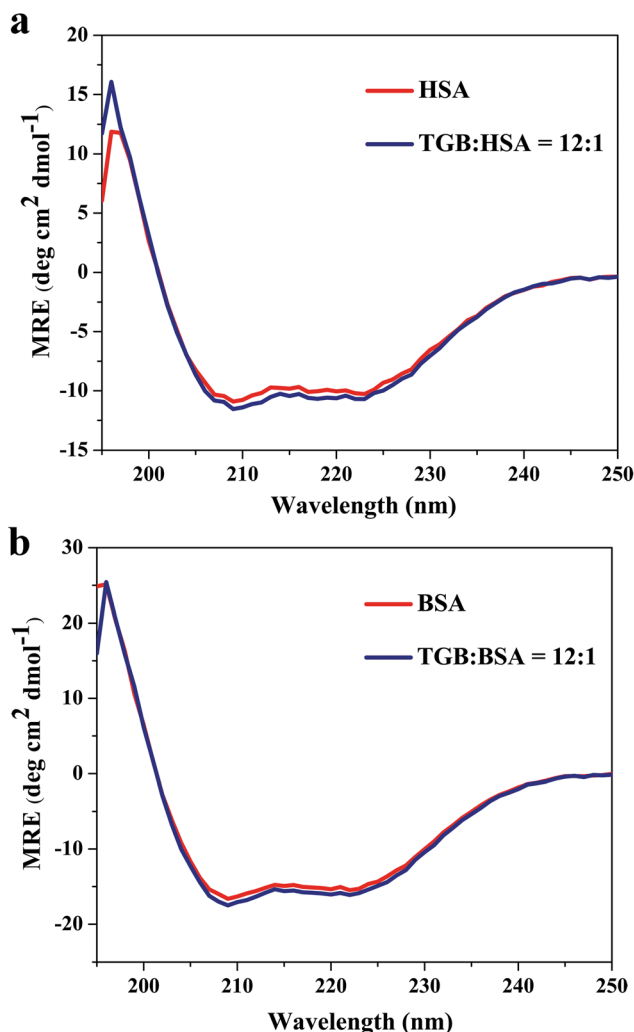 a
20
15
10
5
0
-5
-10
-15
MRE (deg cm² dmol⁻¹)
HSA
TGB:HSA = 12:1
200 210 220 230 240 250
Wavelength (nm)
b
30
20
10
0
-10
-20
MRE (deg cm² dmol⁻¹)
BSA
TGB:BSA = 12:1
200 210 220 230 240 250
Wavelength (nm)